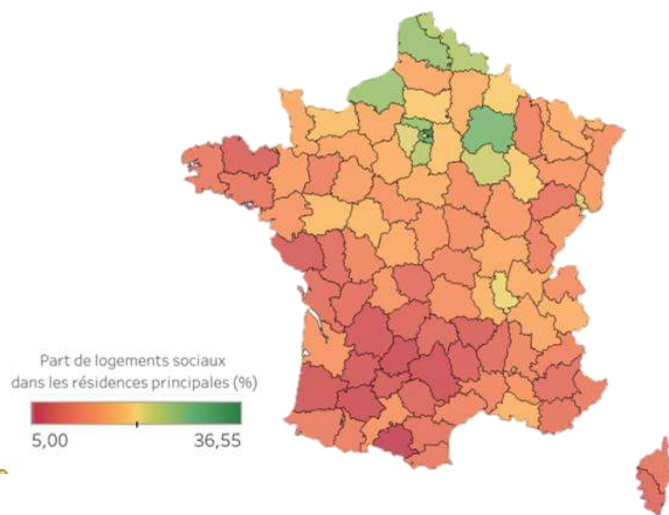 Part de logements sociaux
dans les résidences principales (%)
5,00 36,55